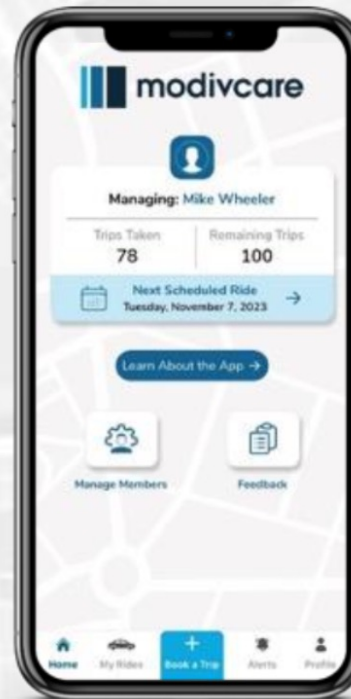 modivcare
Managing: Mike Wheeler
Trips Taken
Remaining Trips
78
100
Next Scheduled Ride
Tuesday, November 7, 2023
Learn About the App →
Manage Members
Feedback
Home
My Rides
Book a Trip
Alerts
Profile